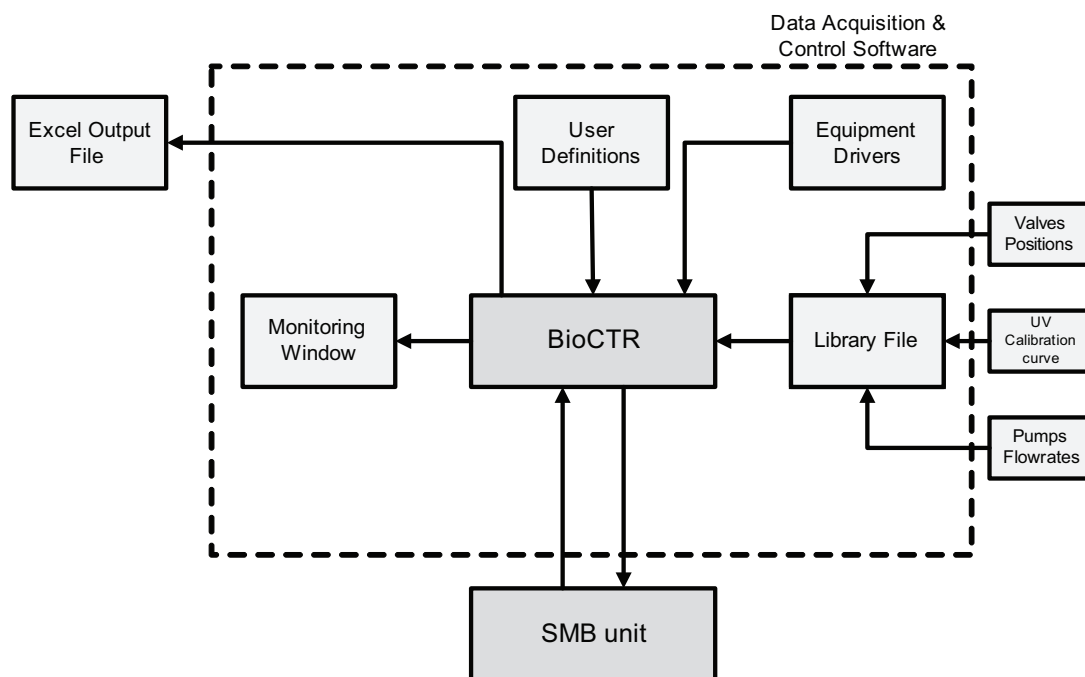 Data Acquisition &
Control Software
Excel Output
File
User
Definitions
Equipment
Drivers
Valves
Positions
Monitoring
Window
BioCTR
Library File
UV
Calibration
curve
Pumps
Flowrates
SMB unit